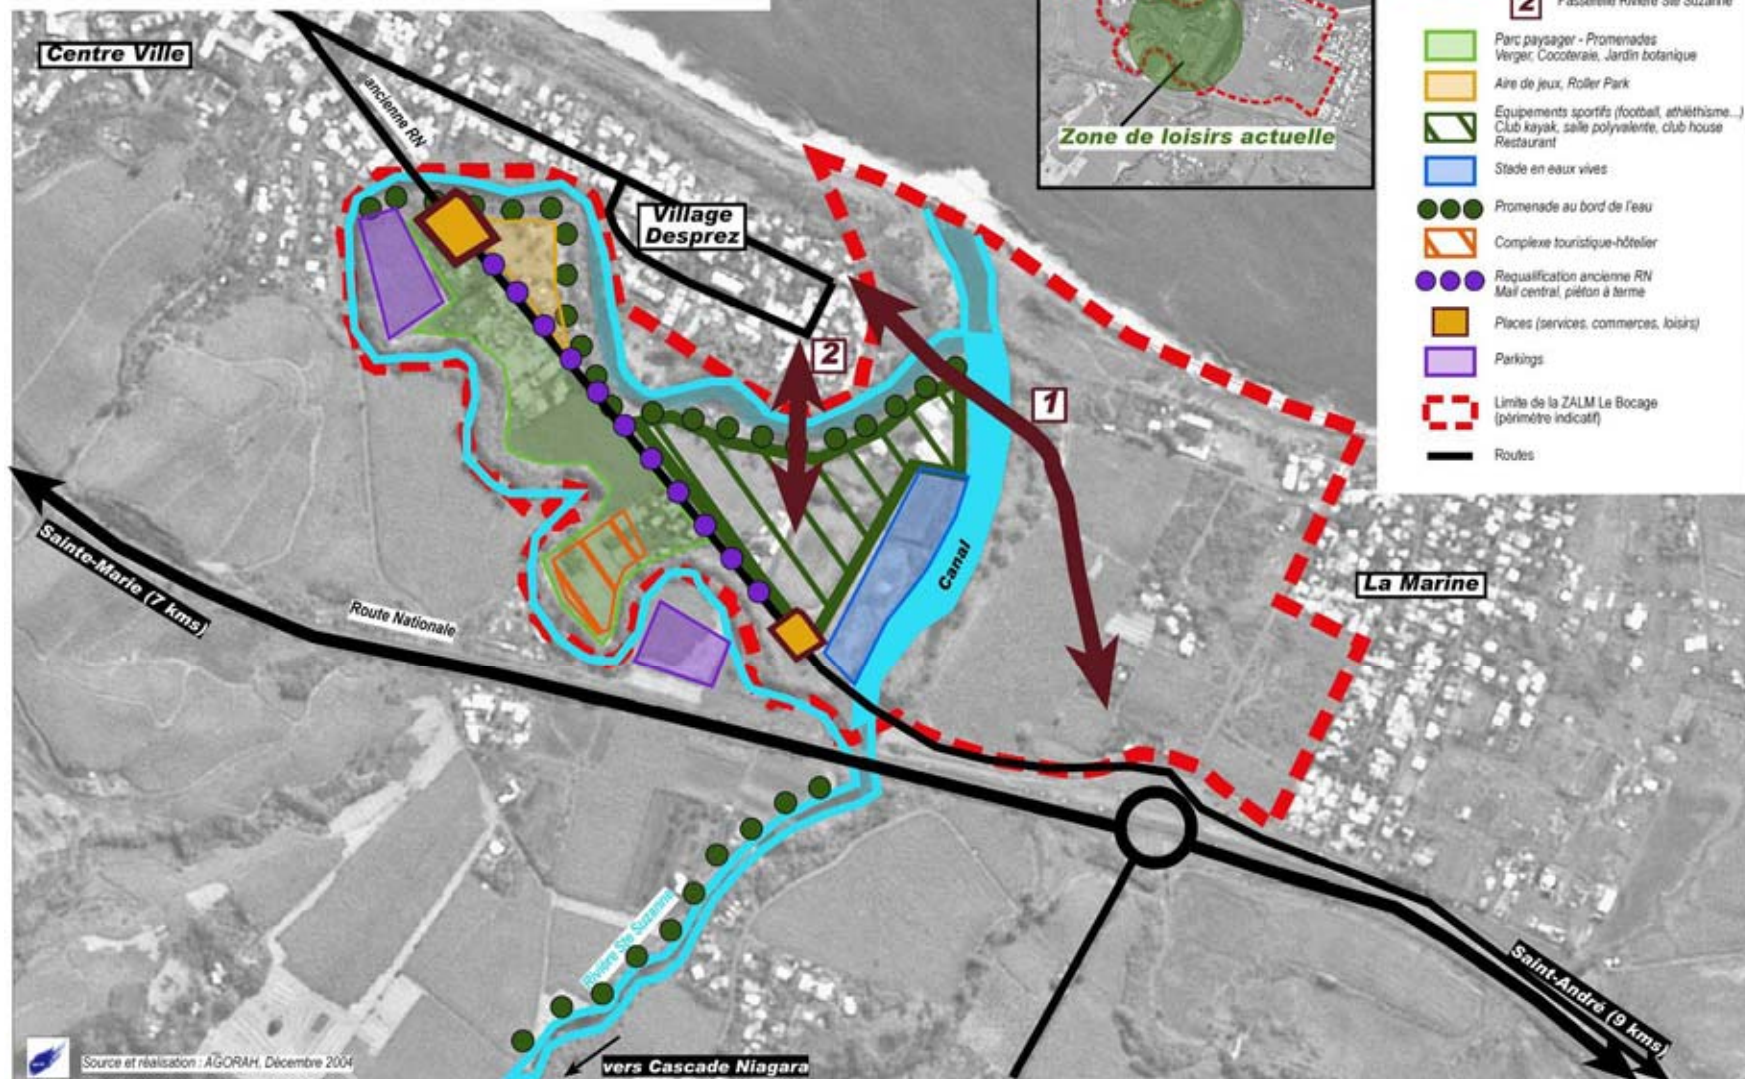 Centre Ville
ancienne RN
Village
Desprez
2
1
Canal
La Marine
Sainte-Marie (7 kms)
Route Nationale
Rivière Ste Suzanne
Saint-André (9 kms)
vers Cascade Niagara
Source et réalisation : AGORAH, Décembre 2004
Zone de loisirs actuelle
2 Passerelle Rivière Ste Suzanne
Parc paysager - Promenades
Verger, Cocoteraie, Jardin botanique
Aire de jeux, Roller Park
Equipements sportifs (football, athléthisme...)
Club kayak, salle polyvalente, club house
Restaurant
Stade en eaux vives
Promenade au bord de l'eau
Complexe touristique-hôtelier
Requalification ancienne RN
Mail central, piéton à terme
Places (services, commerces, loisirs)
Parkings
Limite de la ZALM Le Bocage
(périmètre indicatif)
Routes